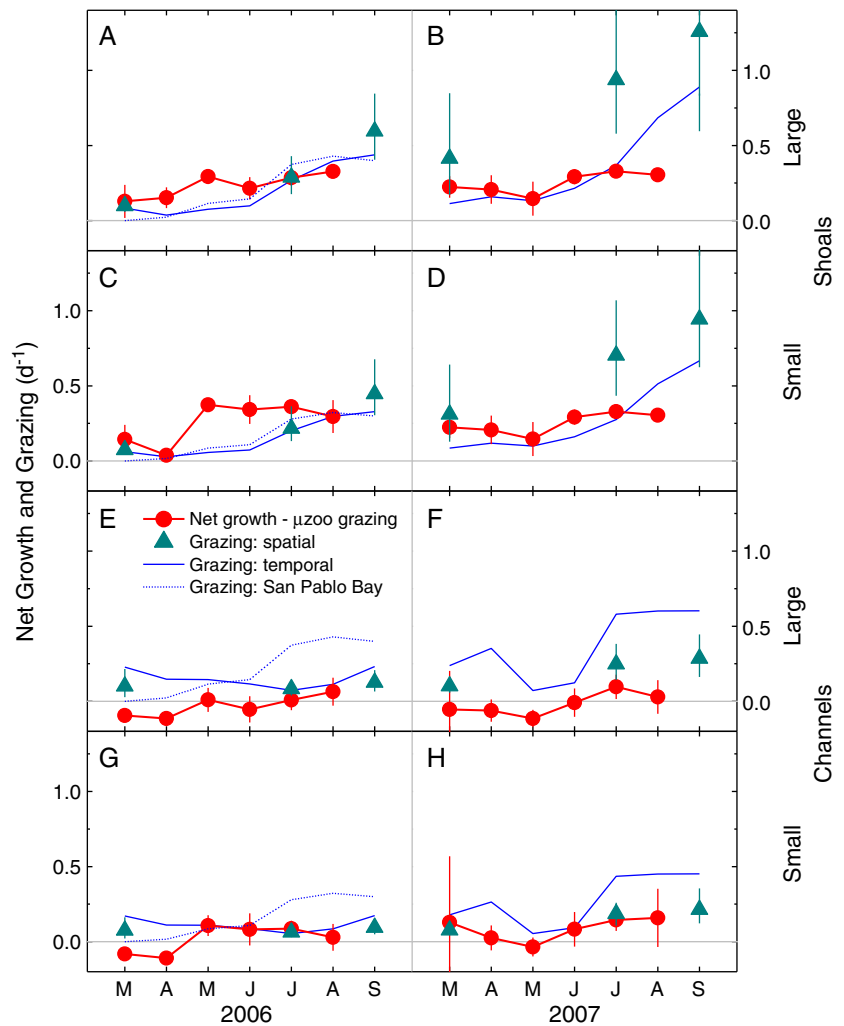 A
B
1.0
0.5
0.0
Large
C
D
1.0
0.5
0.0
Small
Shoals
Net Growth and Grazing (d⁻¹)
E
F
Net growth - μzoo grazing
Grazing: spatial
Grazing: temporal
Grazing: San Pablo Bay
1.0
0.5
0.0
Large
Channels
G
H
1.0
0.5
0.0
Small
M A M J J A S M A M J J A S
2006 2007